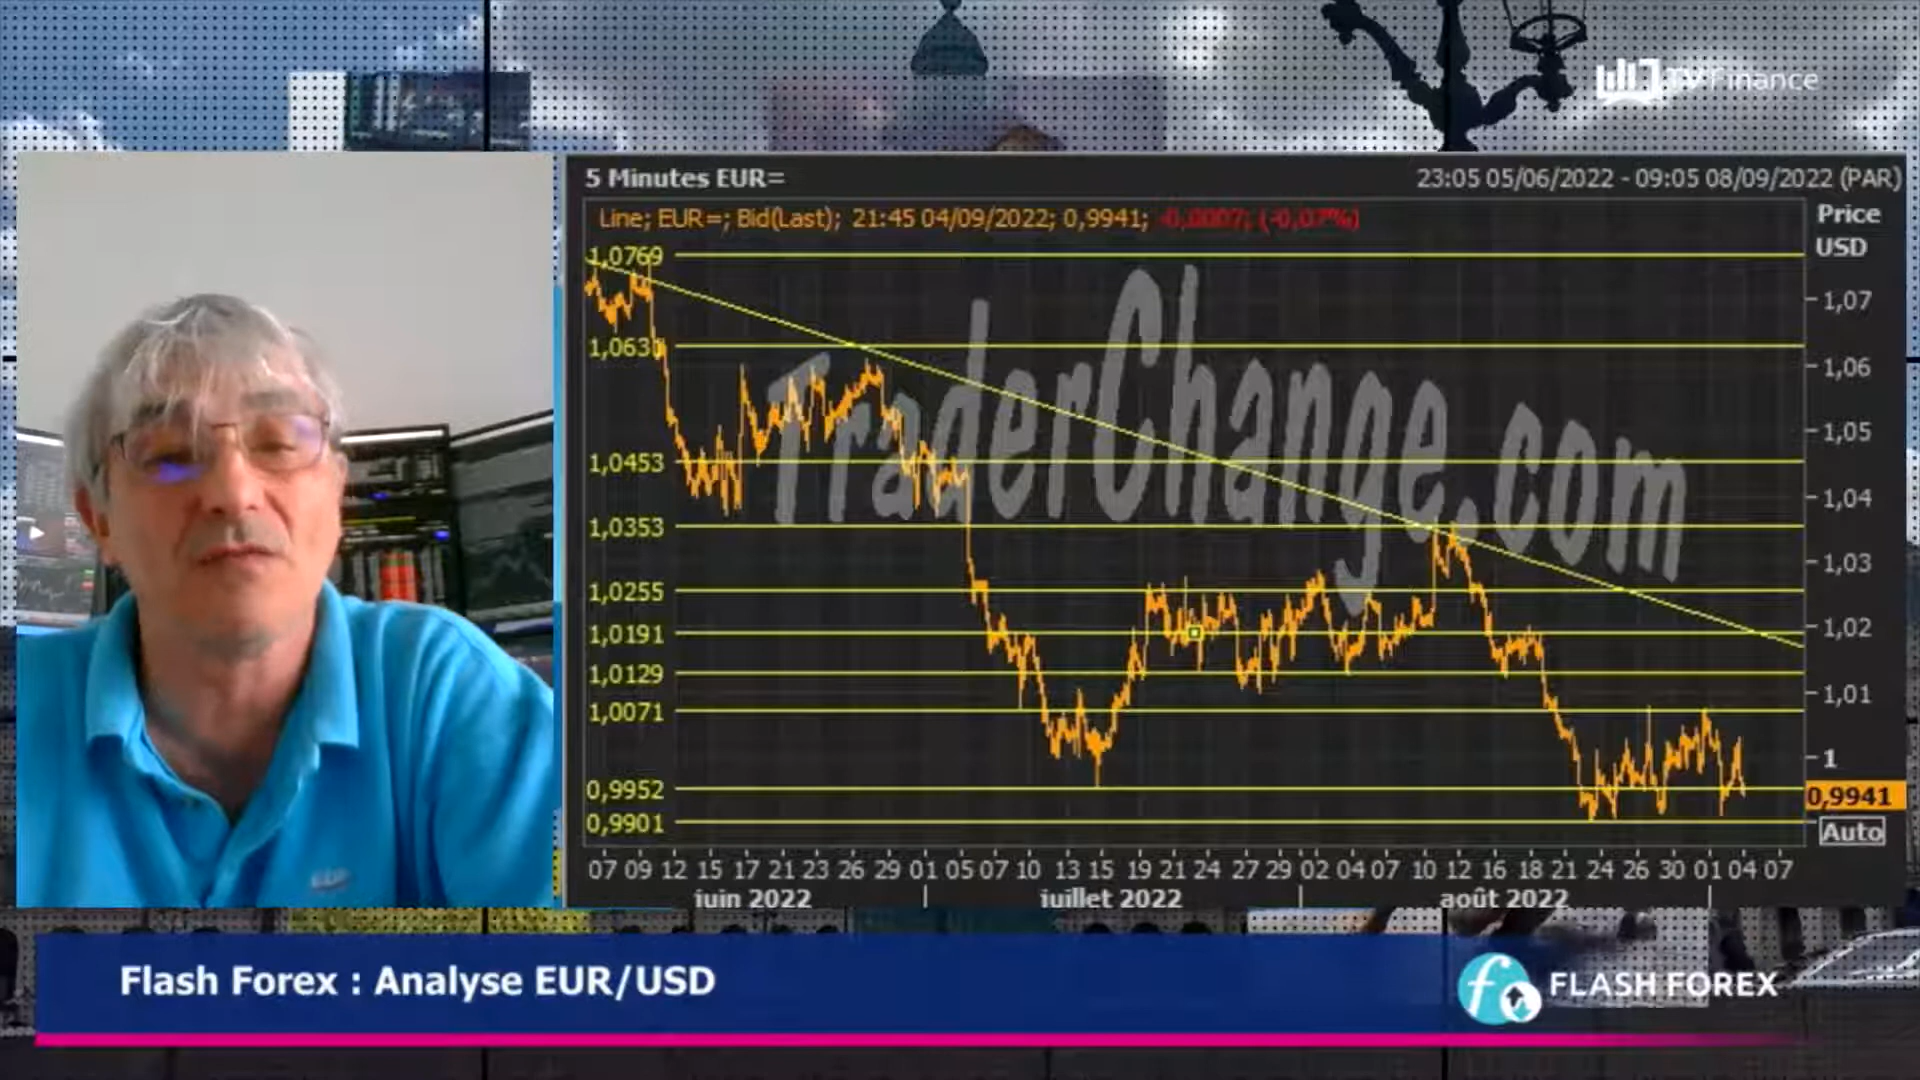 TV Finance
5 Minutes EUR=
23:05 05/06/2022 - 09:05 08/09/2022 (PAR)
Line; EUR=; Bid(Last); 21:45 04/09/2022; 0,9941; -0,0007; (-0,07%)
Price
USD
1,0769
1,0630
1,0453
1,0353
1,0255
1,0191
1,0129
1,0071
0,9952
0,9901
TraderChange.com
1,07
1,06
1,05
1,04
1,03
1,02
1,01
1
0,9941
Auto
07 09 12 15 17 21 23 26 29 01 05 07 10 13 15 19 21 24 27 29 02 04 07 10 12 16 18 21 24 26 30 01 04 07
juin 2022 juillet 2022 août 2022
Flash Forex : Analyse EUR/USD
FLASH FOREX